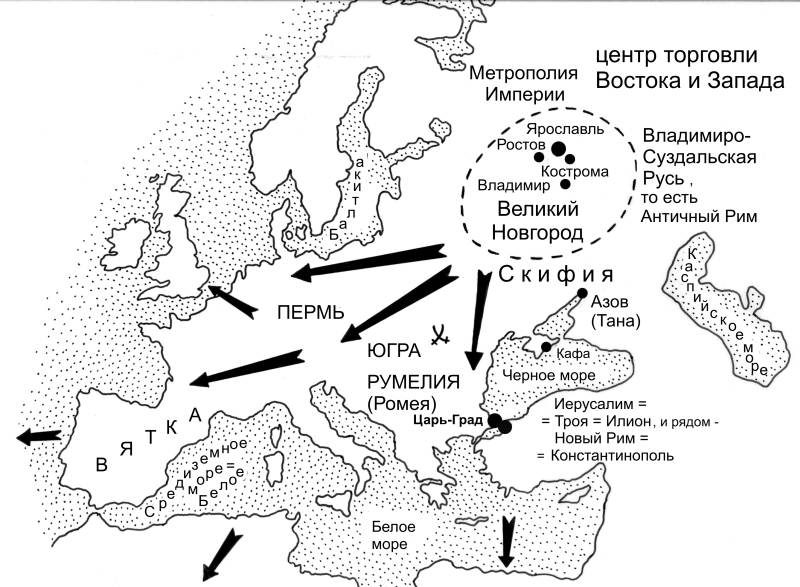 центр торговли
Востока и Запада
Метрополия
Империи
Ярославль
Ростов
Кострома
Владимир
Великий
Новгород
Владимиро-
Суздальская
Русь,
то есть
Античный Рим
Балтика
Скифия
Каспийское море
ПЕРМЬ
Азов
(Тана)
ЮГРА
Кафа
Черное море
РУМЕЛИЯ
(Ромея)
Царь-Град
Иерусалим =
= Троя = Илион, и рядом -
Новый Рим =
= Константинополь
ВЯТКА
Средиземное
море =
Белое
Белое
море